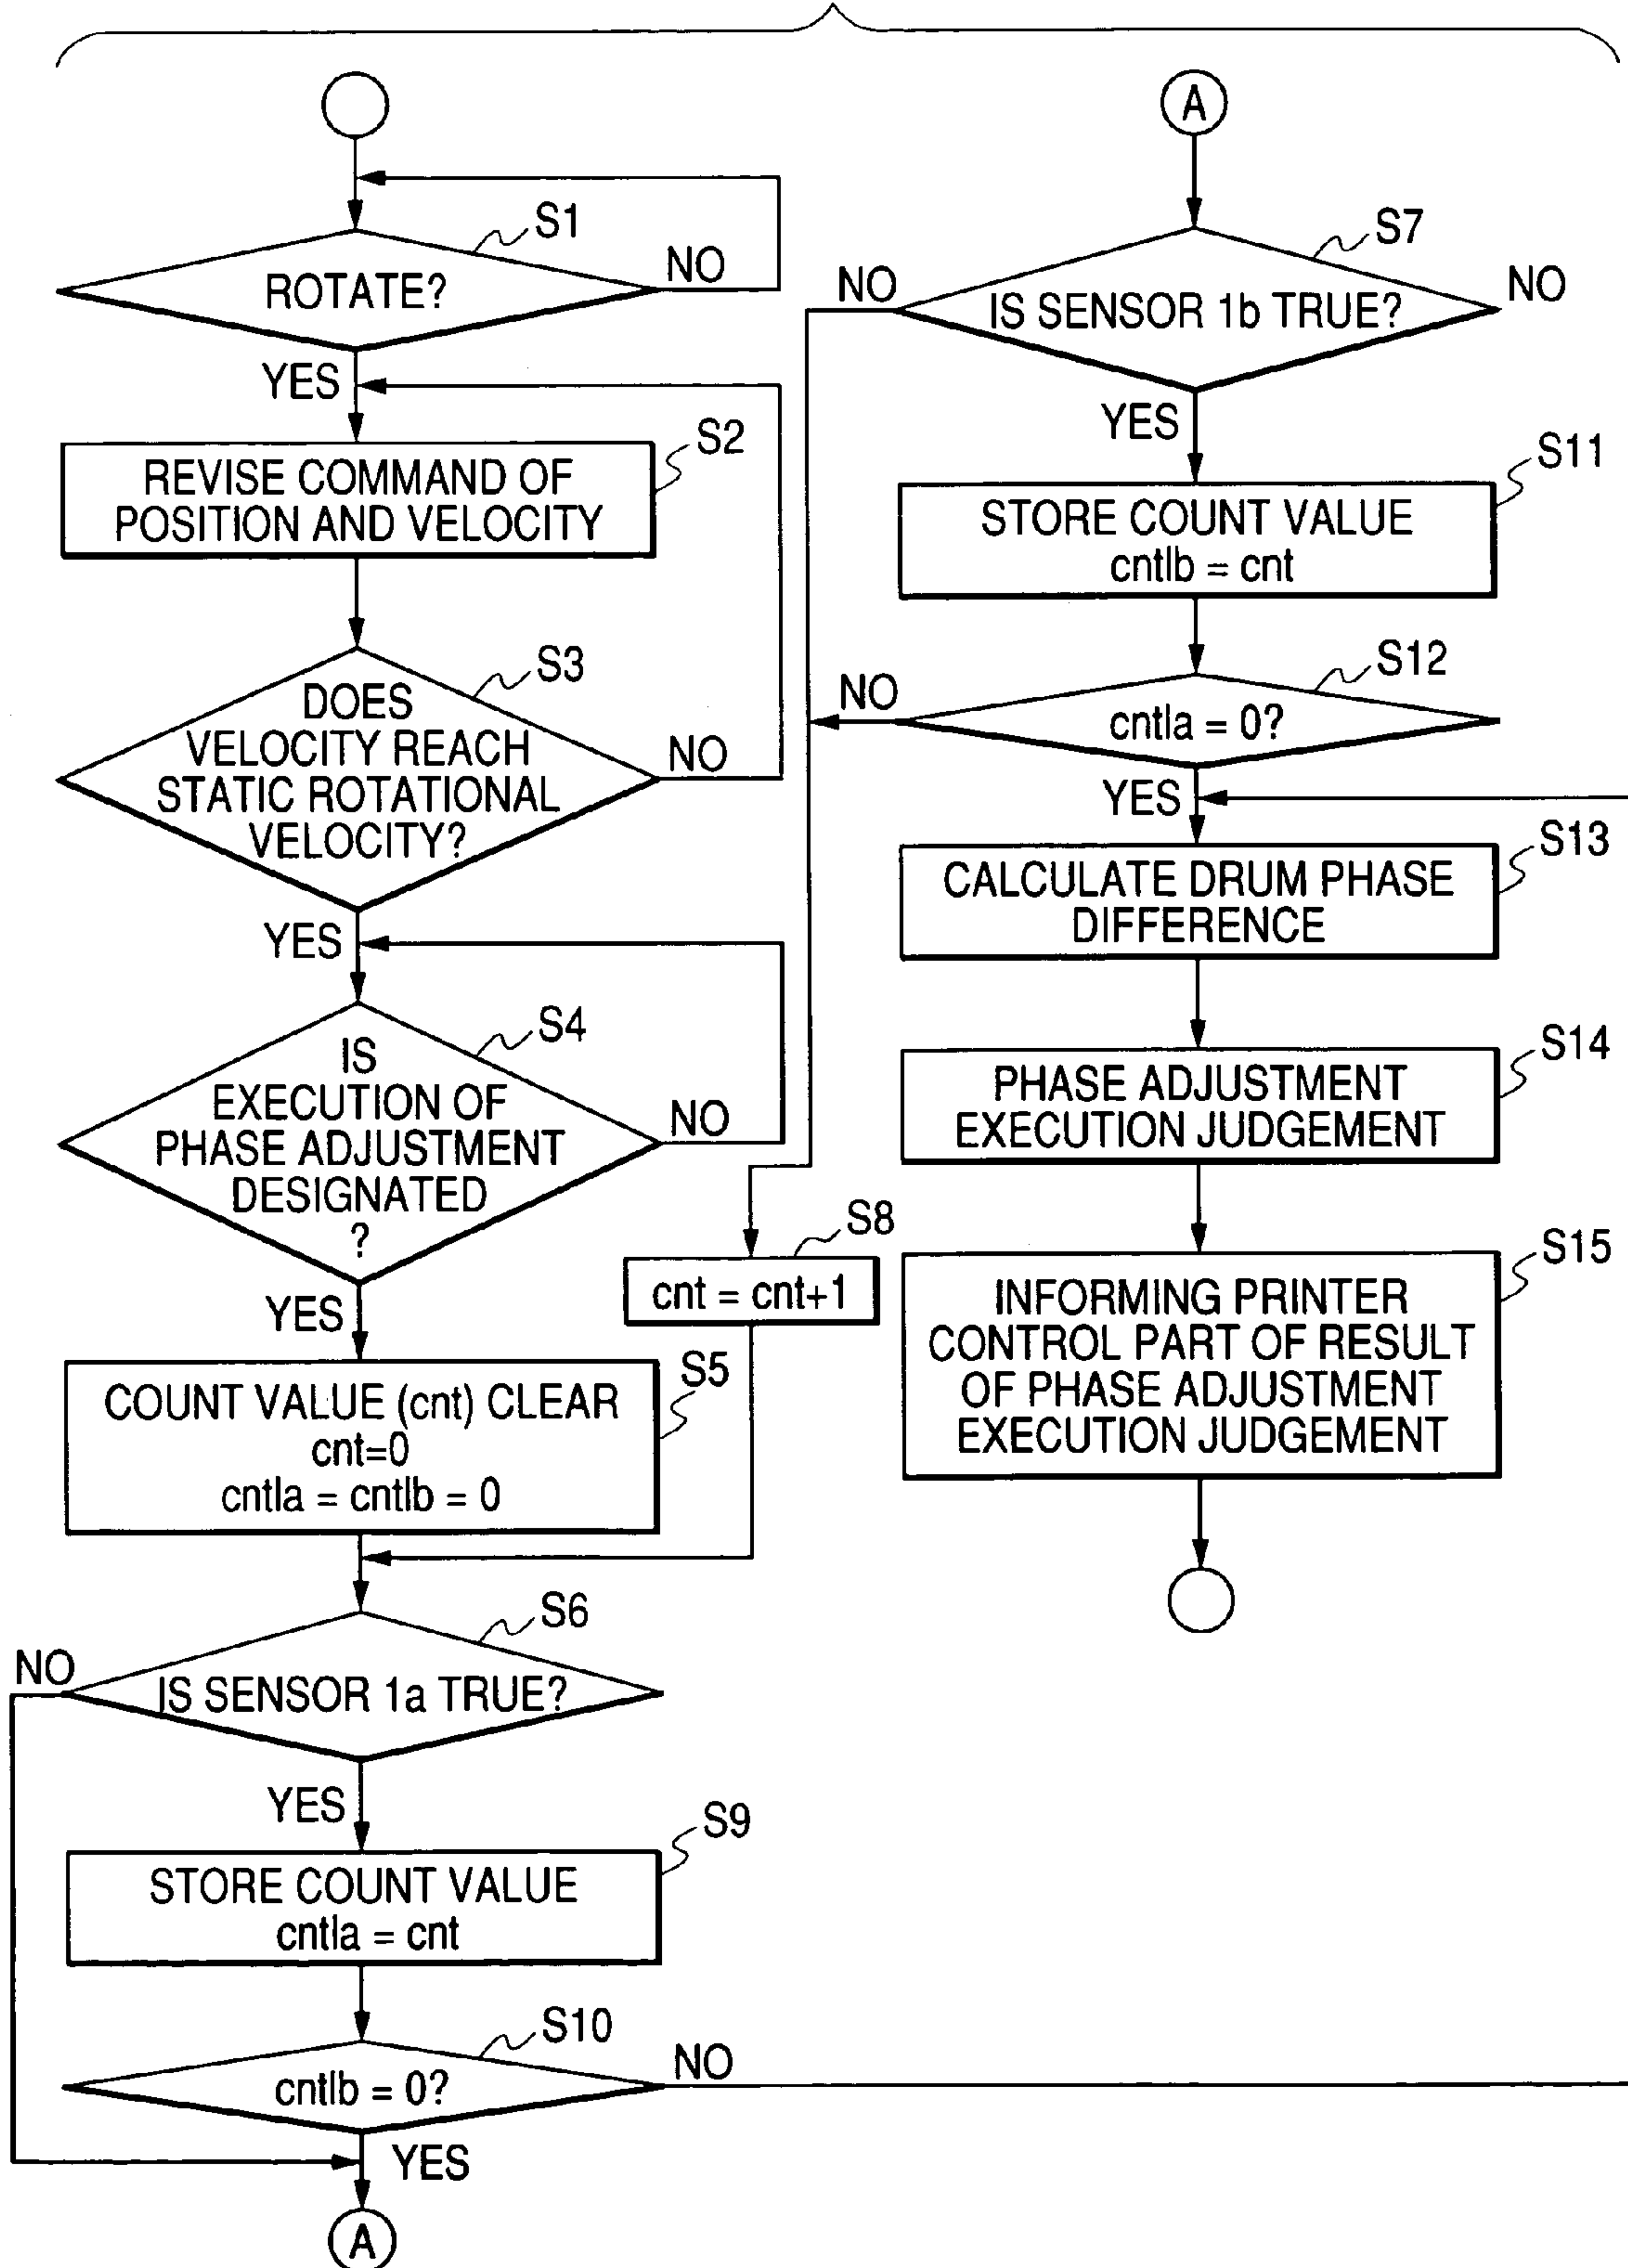 S1
ROTATE?
NO
YES
S2
REVISE COMMAND OF
POSITION AND VELOCITY
S3
DOES
VELOCITY REACH
STATIC ROTATIONAL
VELOCITY?
NO
YES
S4
IS
EXECUTION OF
PHASE ADJUSTMENT
DESIGNATED
?
NO
YES
S5
COUNT VALUE (cnt) CLEAR
cnt=0
cntla = cntlb = 0
S8
cnt = cnt+1
S6
IS SENSOR 1a TRUE?
NO
YES
S9
STORE COUNT VALUE
cntla = cnt
S10
cntlb = 0?
NO
YES
A
A
S7
NO
IS SENSOR 1b TRUE?
NO
YES
S11
STORE COUNT VALUE
cntlb = cnt
S12
NO
cntla = 0?
YES
S13
CALCULATE DRUM PHASE
DIFFERENCE
S14
PHASE ADJUSTMENT
EXECUTION JUDGEMENT
S15
INFORMING PRINTER
CONTROL PART OF RESULT
OF PHASE ADJUSTMENT
EXECUTION JUDGEMENT